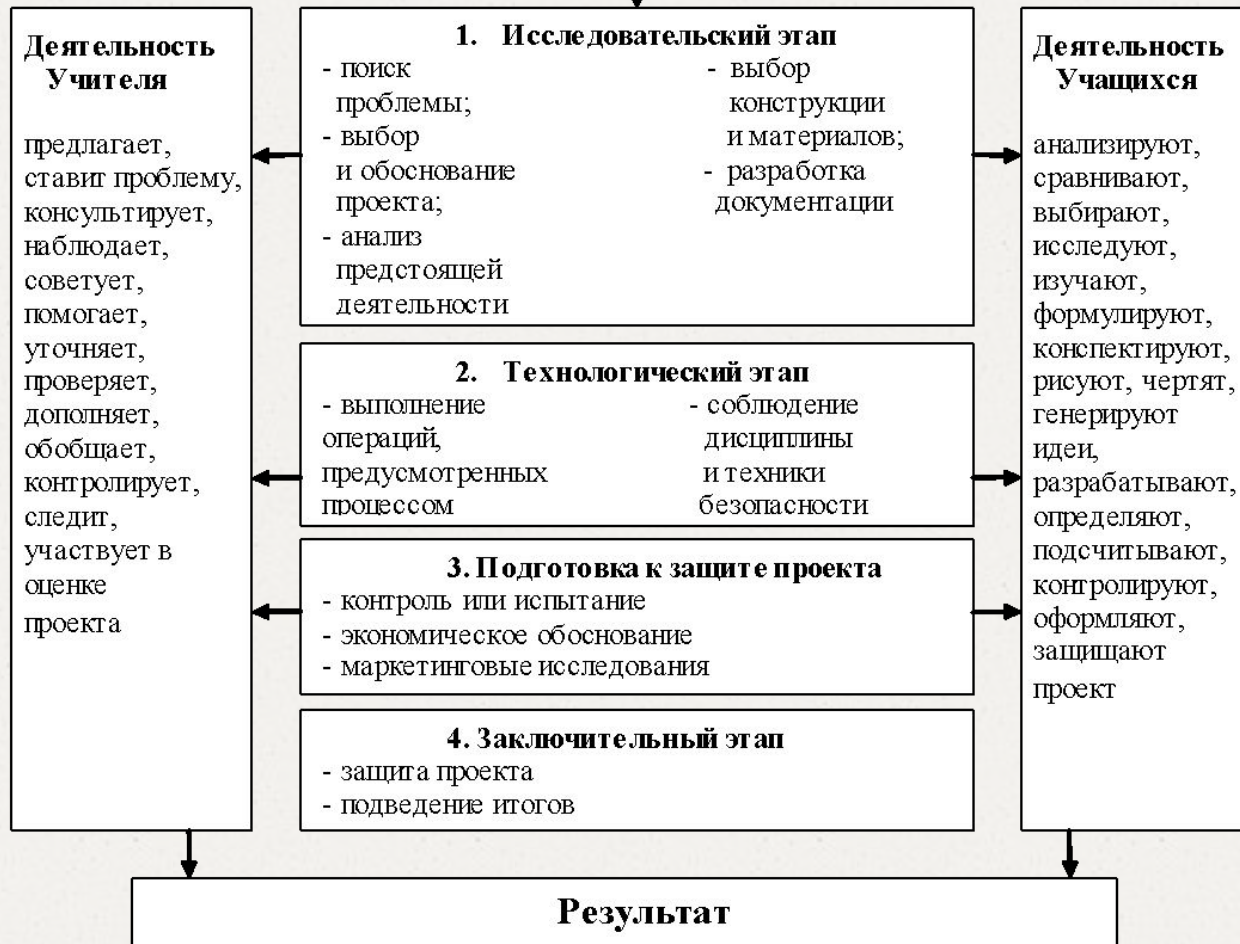 Деятельность
Учителя
предлагает,
ставит проблему,
консультирует,
наблюдает,
советует,
помогает,
уточняет,
проверяет,
дополняет,
обобщает,
контролирует,
следит,
участвует в
оценке
проекта
1. Исследовательский этап
- поиск
проблемы;
- выбор
и обоснование
проекта;
- анализ
предстоящей
деятельности
- выбор
конструкции
и материалов;
- разработка
документации
2. Технологический этап
- выполнение
операций,
предусмотренных
процессом
- соблюдение
дисциплины
и техники
безопасности
3. Подготовка к защите проекта
- контроль или испытание
- экономическое обоснование
- маркетинговые исследования
4. Заключительный этап
- защита проекта
- подведение итогов
Деятельность
Учащихся
анализируют,
сравнивают,
выбирают,
исследуют,
изучают,
формулируют,
конспектируют,
рисуют, чертят,
генерируют
идеи,
разрабатывают,
определяют,
подсчитывают,
контролируют,
оформляют,
защищают
проект
Результат